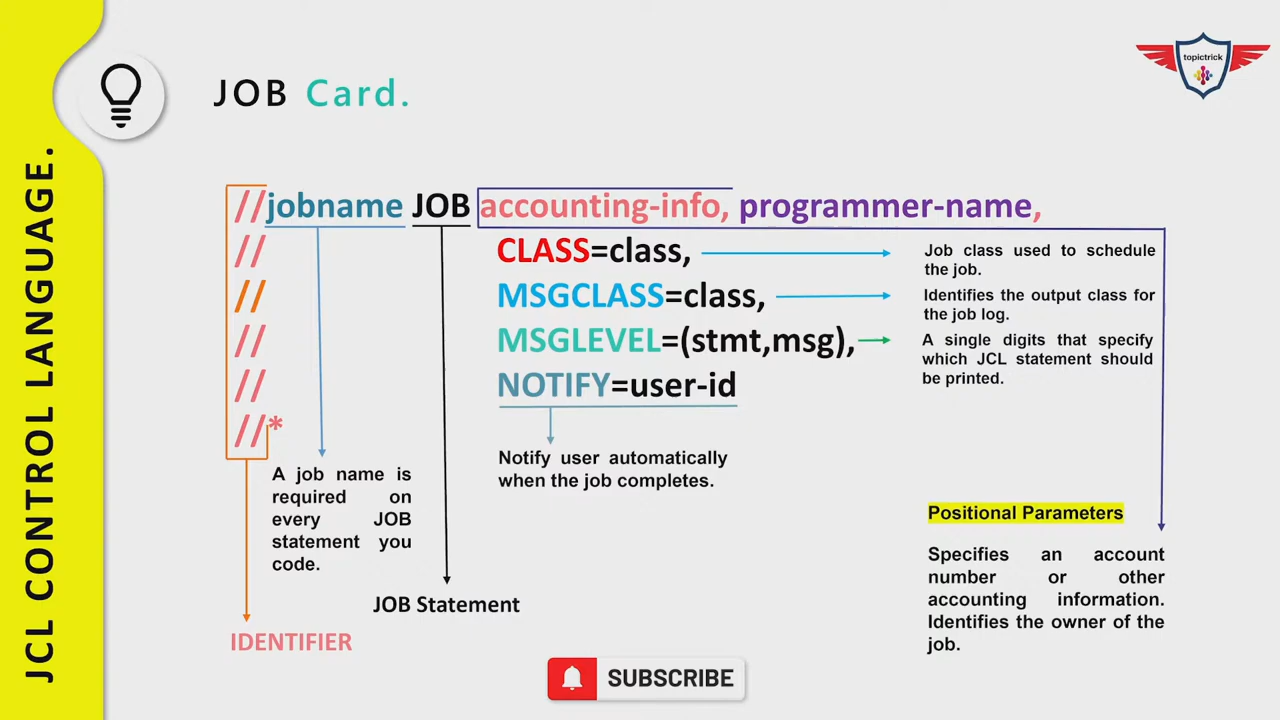 JCL CONTROL LANGUAGE.
JOB Card.
topictrick
//jobname JOB accounting-info, programmer-name,
// CLASS=class,
// MSGCLASS=class,
// MSGLEVEL=(stmt,msg),
// NOTIFY=user-id
//*
Job class used to schedule
the job.
Identifies the output class for
the job log.
A single digits that specify
which JCL statement should
be printed.
Notify user automatically
when the job completes.
A job name is
required on
every JOB
statement you
code.
JOB Statement
IDENTIFIER
Positional Parameters
Specifies an account
number or other
accounting information.
Identifies the owner of the
job.
SUBSCRIBE